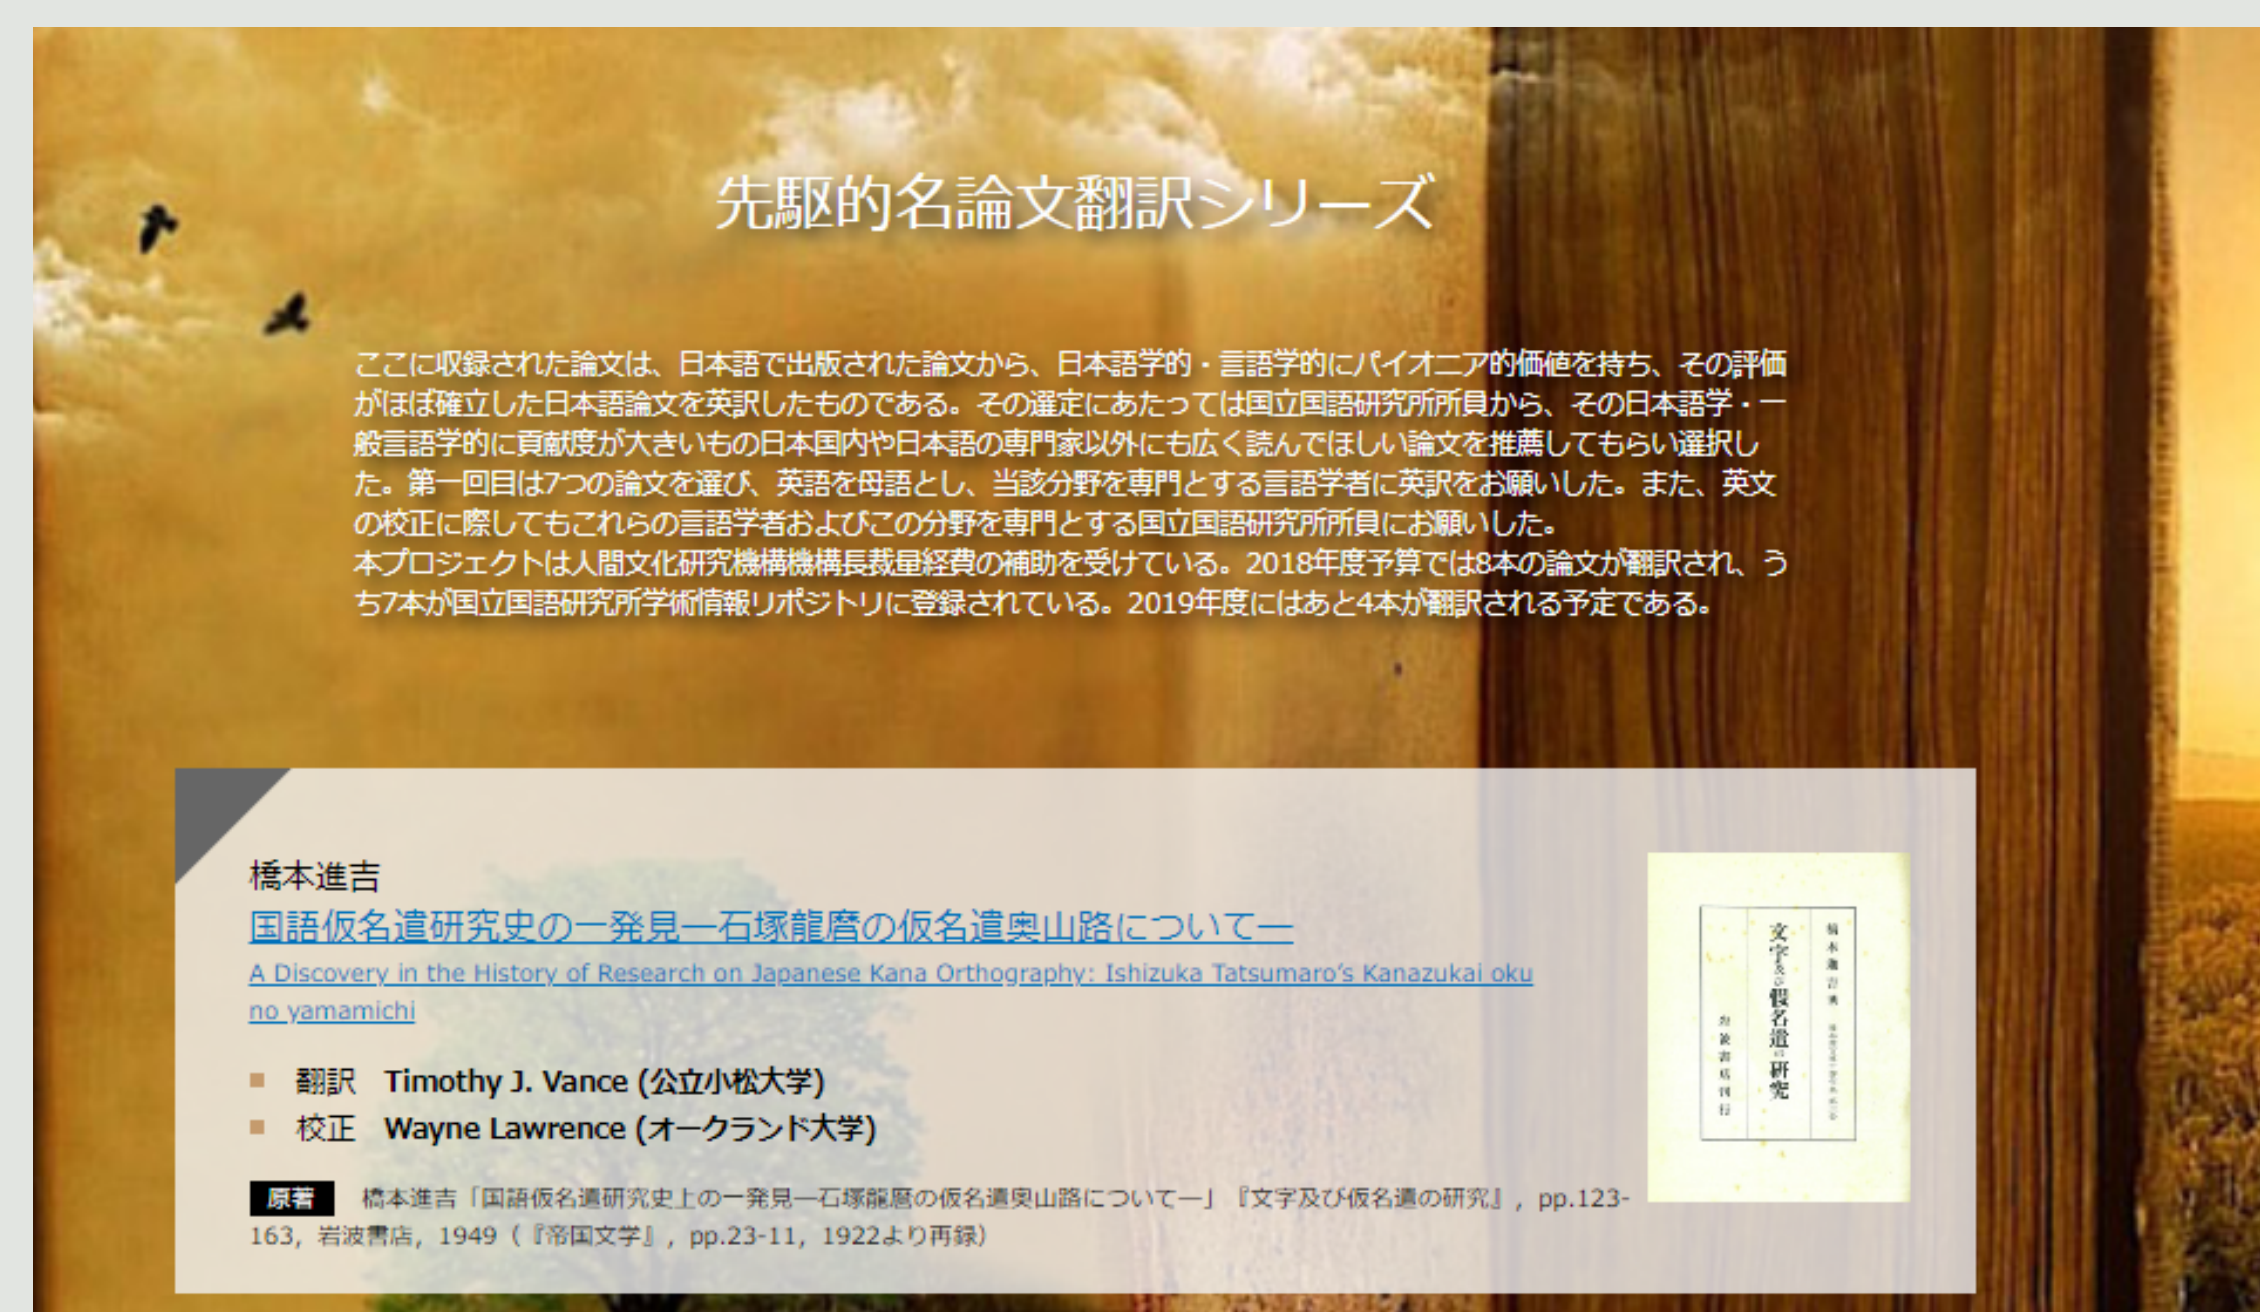 先駆的名論文翻訳シリーズ
ここに収録された論文は、日本語で出版された論文から、日本語学的・言語学的にパイオニア的価値を持ち、その評価
がほぼ確立した日本語論文を英訳したものである。その選定にあたっては国立国語研究所所員から、その日本語学・一
般言語学的に貢献度が大きいもの日本国内や日本語の専門家以外にも広く読んでほしい論文を推薦してもらい選択し
た。第一回目は7つの論文を選び、英語を母語とし、当該分野を専門とする言語学者に英訳をお願いした。また、英文
の校正に際してもこれらの言語学者およびこの分野を専門とする国立国語研究所所員にお願いした。
本プロジェクトは人間文化研究機構機構長裁量経費の補助を受けている。2018年度予算では8本の論文が翻訳され、う
ち7本が国立国語研究所学術情報リポジトリに登録されている。2019年度にはあと4本が翻訳される予定である。
橋本進吉
国語仮名遣研究史の一発見―石塚龍麿の仮名遣奥山路について―
A Discovery in the History of Research on Japanese Kana Orthography: Ishizuka Tatsumaro’s Kanazukai oku
no yamamichi
翻訳 Timothy J. Vance (公立小松大学)
校正 Wayne Lawrence (オークランド大学)
原著 橋本進吉「国語仮名遣研究史上の一発見―石塚龍麿の仮名遣奥山路について―」『文字及び仮名遣の研究』, pp.123-
163, 岩波書店, 1949（『帝国文学』, pp.23-11, 1922より再録）
文字及び假名遣の研究
岩波書店刊行